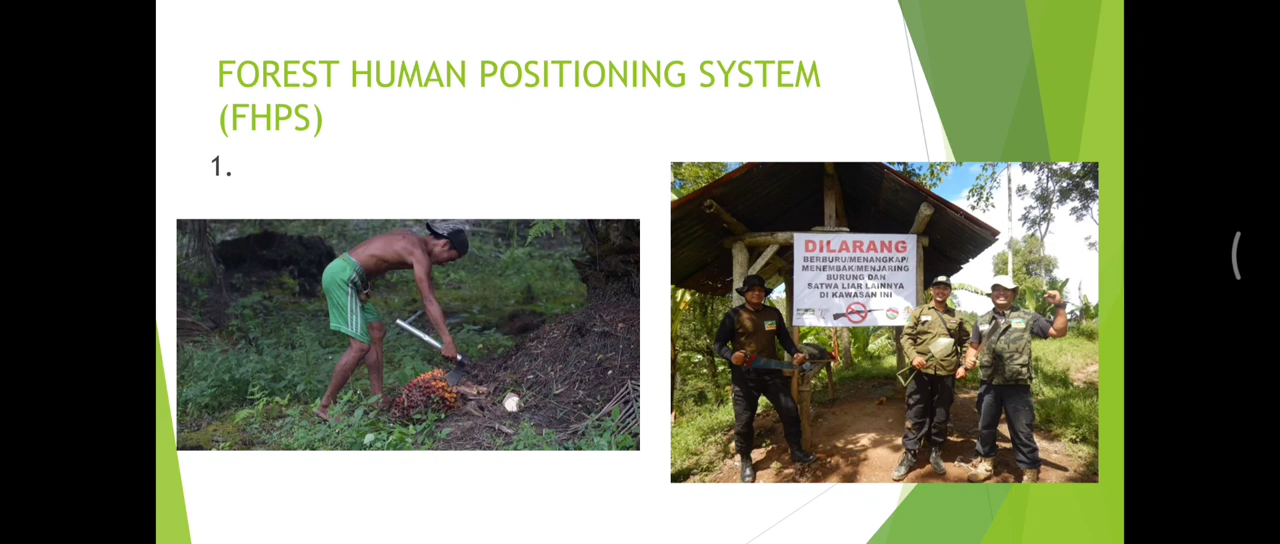 FOREST HUMAN POSITIONING SYSTEM
(FHPS)
1.
DILARANG
BERBURU/MENANGKAP/
MENEMBAK/MENJARING
BURUNG DAN
SATWA LIAR LAINNYA
DI KAWASAN INI